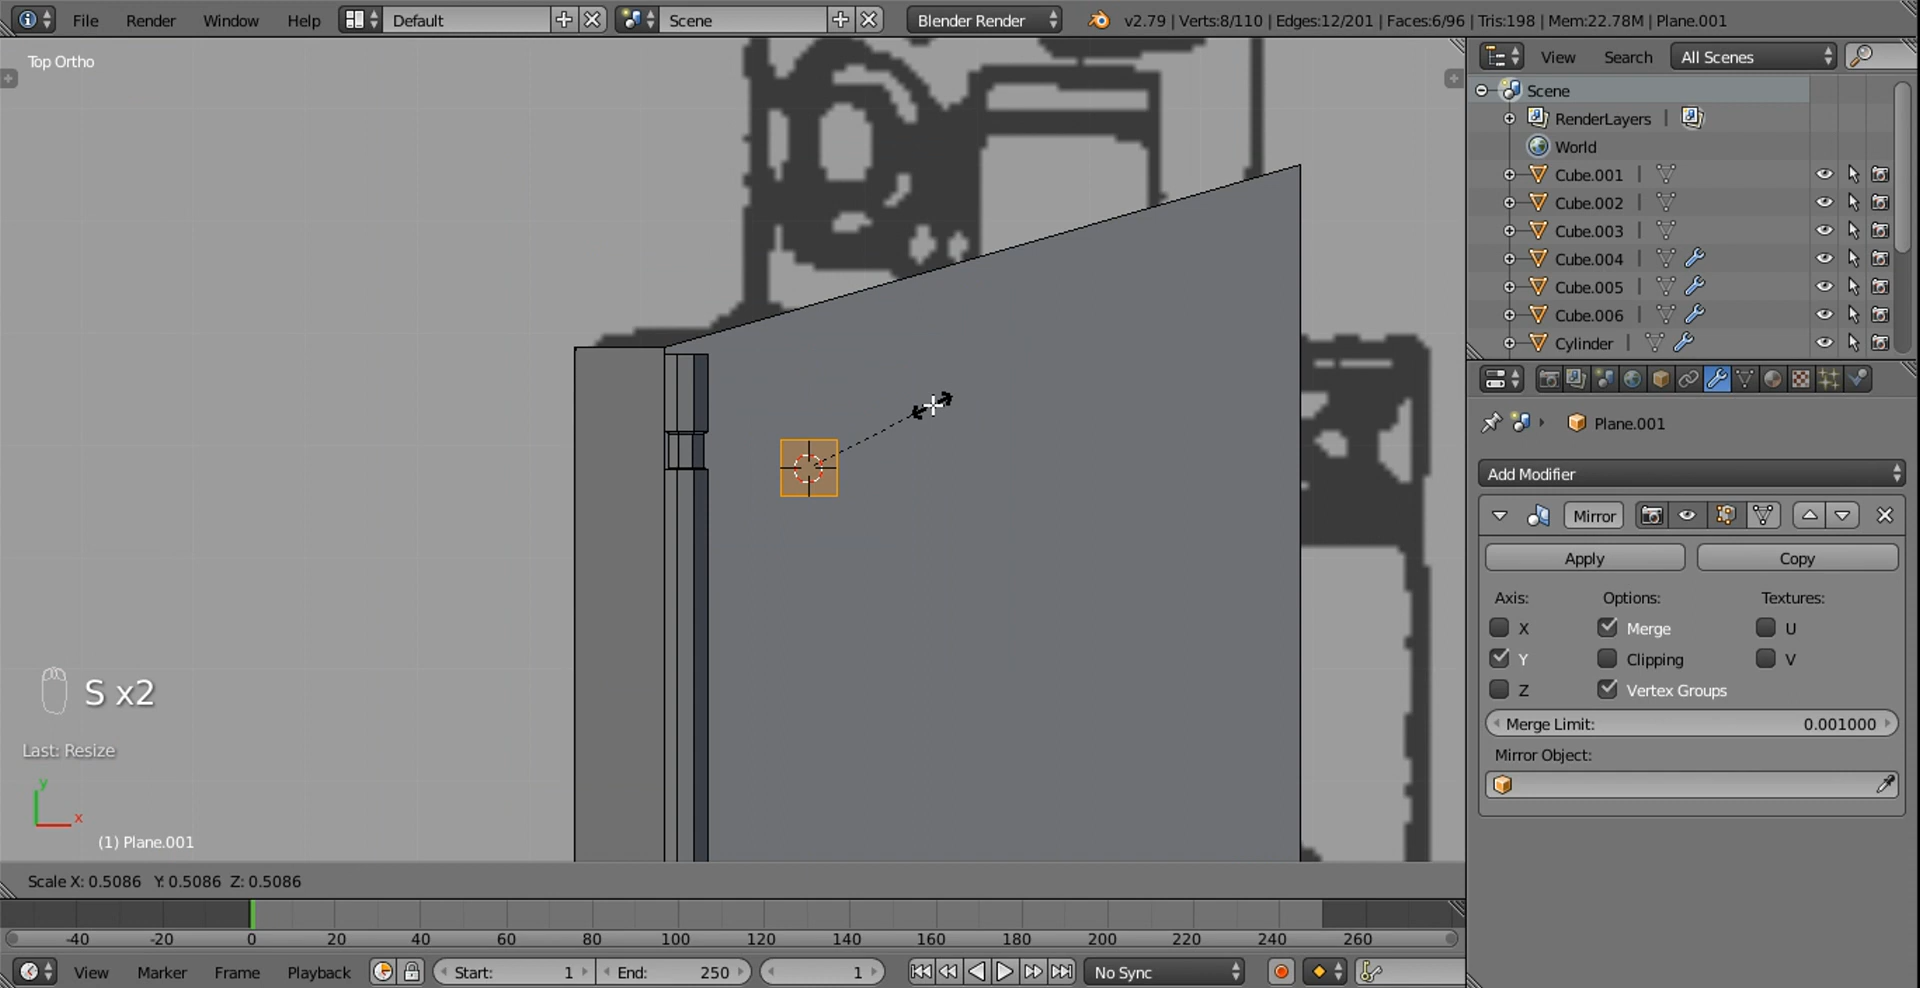 File Render Window Help Default Scene Blender Render v2.79 | Verts:8/110 | Edges:12/201 | Faces:6/96 | Tris:198 | Mem:22.78M | Plane.001
Top Ortho
View Search All Scenes
Scene
RenderLayers |
World
Cube.001 |
Cube.002 |
Cube.003 |
Cube.004 |
Cube.005 |
Cube.006 |
Cylinder |
Plane.001
Add Modifier
Mirror
Apply Copy
Axis: Options: Textures:
X Merge U
Y Clipping V
Z Vertex Groups
Merge Limit: 0.001000
Mirror Object:
S x2
Last: Resize
y
x
(1) Plane.001
Scale X: 0.5086 Y: 0.5086 Z: 0.5086
-40 -20 0 20 40 60 80 100 120 140 160 180 200 220 240 260
View Marker Frame Playback Start: 1 End: 250 1 No Sync